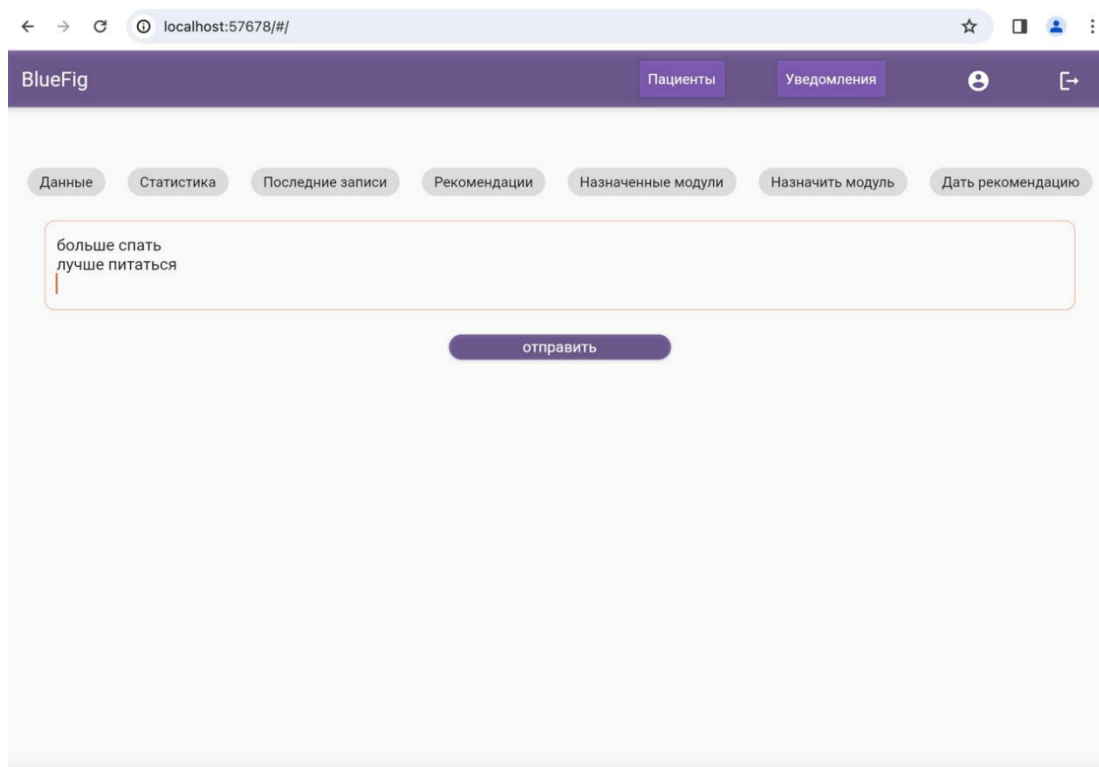 localhost:57678/#/
BlueFig Пациенты Уведомления
Данные Статистика Последние записи Рекомендации Назначенные модули Назначить модуль Дать рекомендацию
больше спать
лучше питаться
отправить